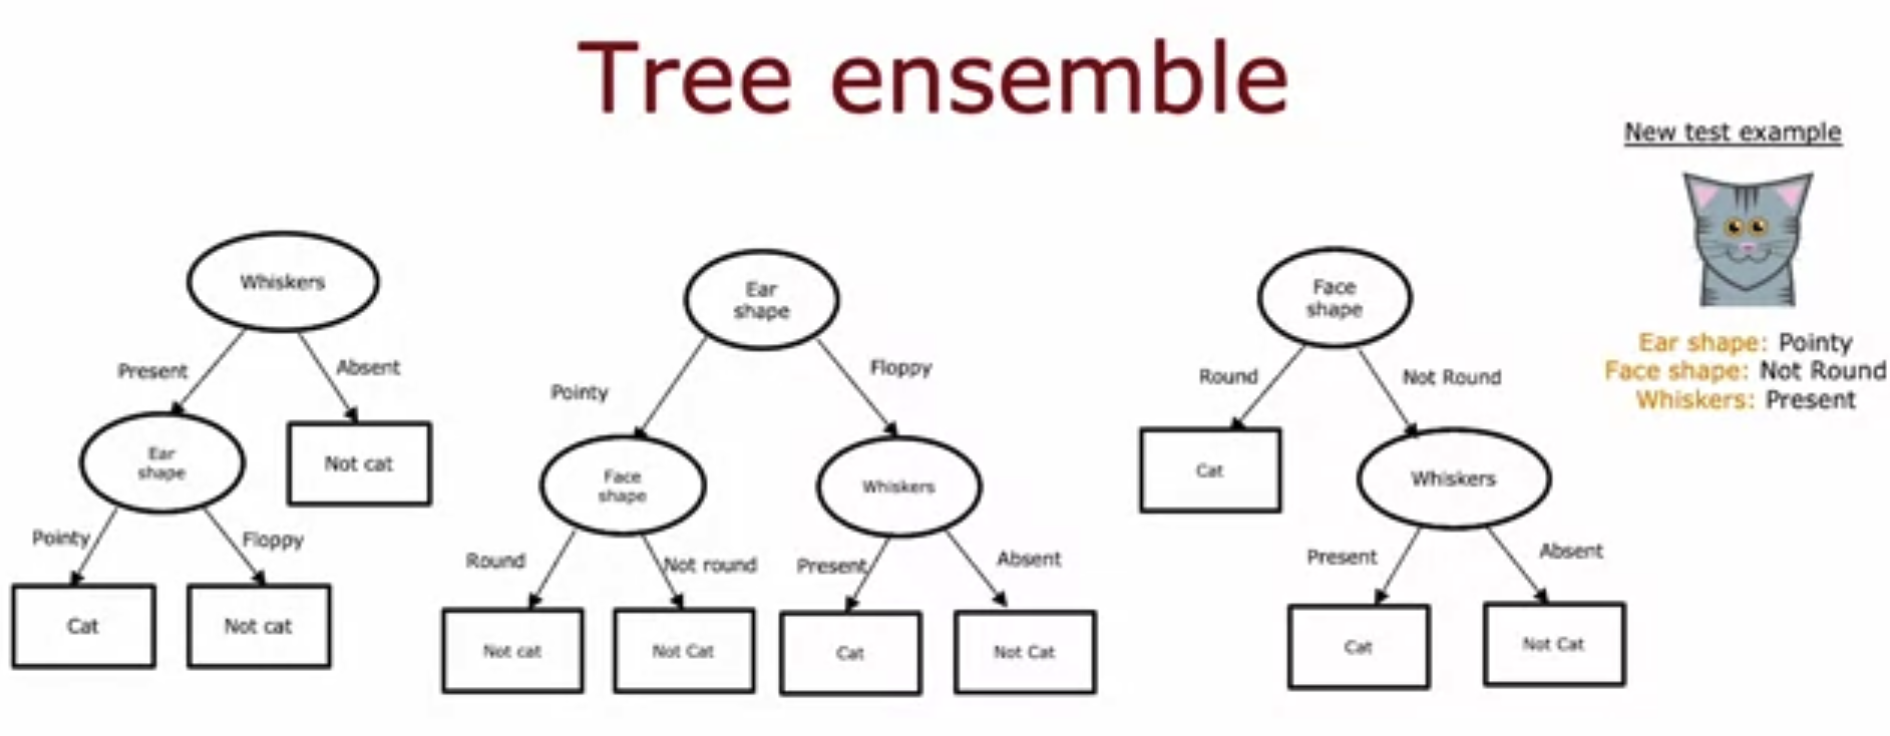 Tree ensemble
New test example
Ear shape: Pointy
Face shape: Not Round
Whiskers: Present
Whiskers
Present
Absent
Ear
shape
Not cat
Pointy
Floppy
Cat
Not cat
Ear
shape
Pointy
Floppy
Face
shape
Whiskers
Round
Not round
Present
Absent
Not cat
Not Cat
Cat
Not Cat
Face
shape
Round
Not Round
Cat
Whiskers
Present
Absent
Cat
Not Cat